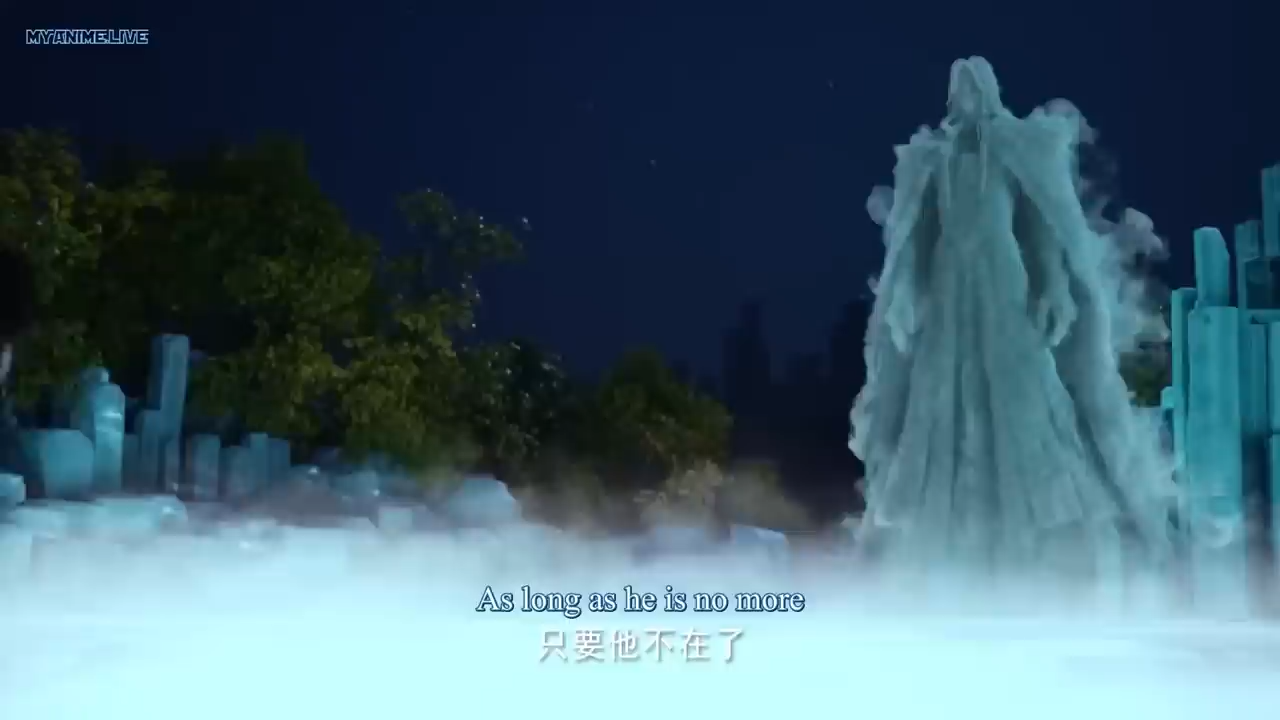 MYANIME.LIVE
As long as he is no more
只要他不在了